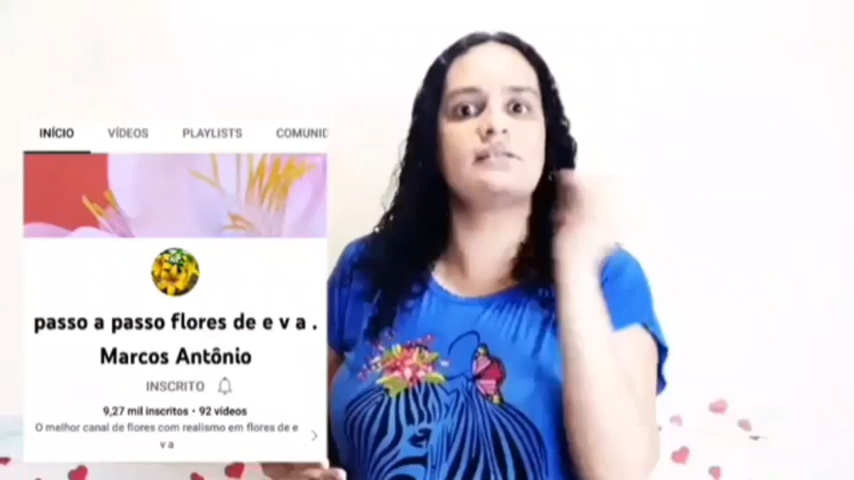 INÍCIO VÍDEOS PLAYLISTS COMUNID
passo a passo flores de e v a .
Marcos Antônio
INSCRITO
9,27 mil inscritos • 92 vídeos
O melhor canal de flores com realismo em flores de e
v a